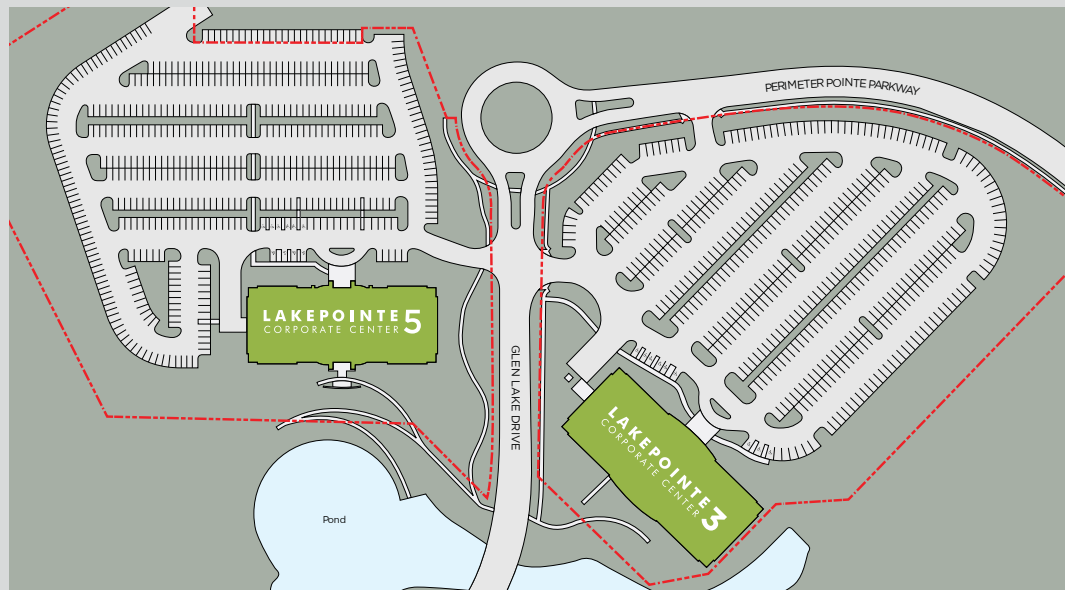 PERIMETER POINTE PARKWAY
LAKEPOINTE 5
CORPORATE CENTER
GLEN LAKE DRIVE
LAKEPOINTE 3
CORPORATE CENTER
Pond